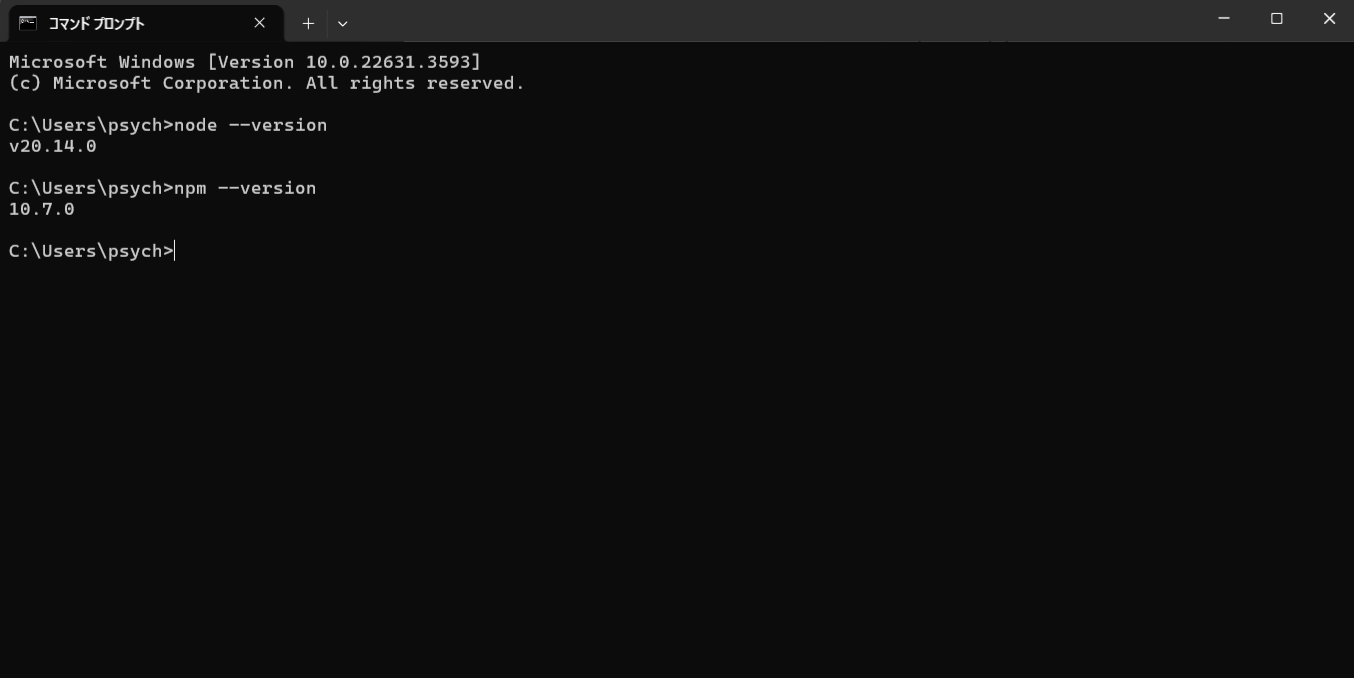 コマンド プロンプト
Microsoft Windows [Version 10.0.22631.3593]
(c) Microsoft Corporation. All rights reserved.
C:\Users\psych>node --version
v20.14.0
C:\Users\psych>npm --version
10.7.0
C:\Users\psych>